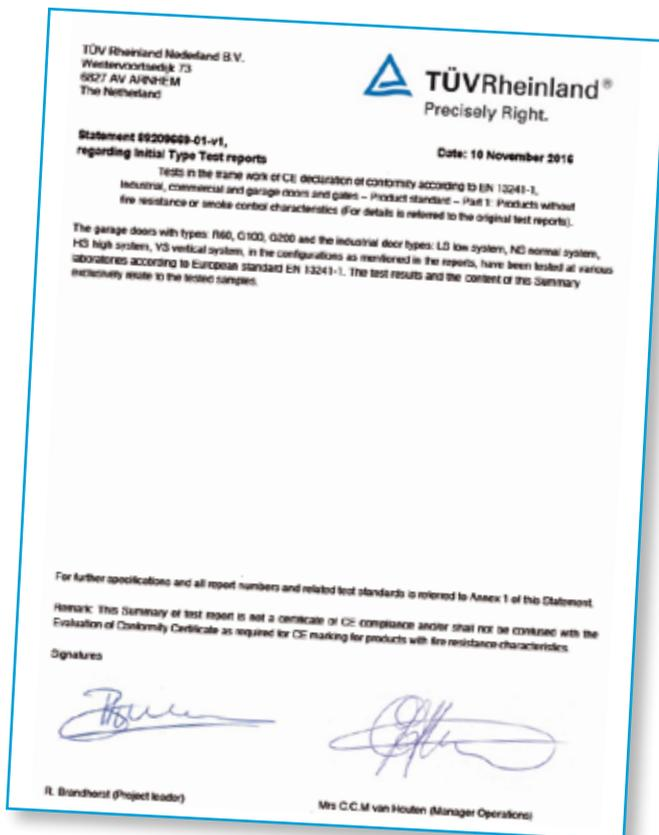 TÜV Rheinland Nederland B.V.
Westervoortsedijk 73
6827 AV ARNHEM
The Netherland
TÜVRheinland®
Precisely Right.
Statement 89209669-01-v1,
regarding Initial Type Test reports
Date: 10 November 2016
Tests in the frame work of CE declaration of conformity according to EN 13241-1,
Industrial, commercial and garage doors and gates – Product standard – Part 1: Products without
fire resistance or smoke control characteristics (For details is referred to the original test reports).
The garage doors with types: R60, G100, G200 and the industrial door types: LS low system, NS normal system,
HS high system, VS vertical system, in the configurations as mentioned in the reports, have been tested at various
laboratories according to European standard EN 13241-1. The test results and the content of this Summary
exclusively relate to the tested samples.
For further specifications and all report numbers and related test standards is referred to Annex 1 of this Statement.
Remark: This Summary of test report is not a certificate of CE compliance and/or shall not be confused with the
Evaluation of Conformity Certificate as required for CE marking for products with fire resistance characteristics.
Signatures
R. Brandhorst (Project leader)
Mrs C.C.M van Houten (Manager Operations)